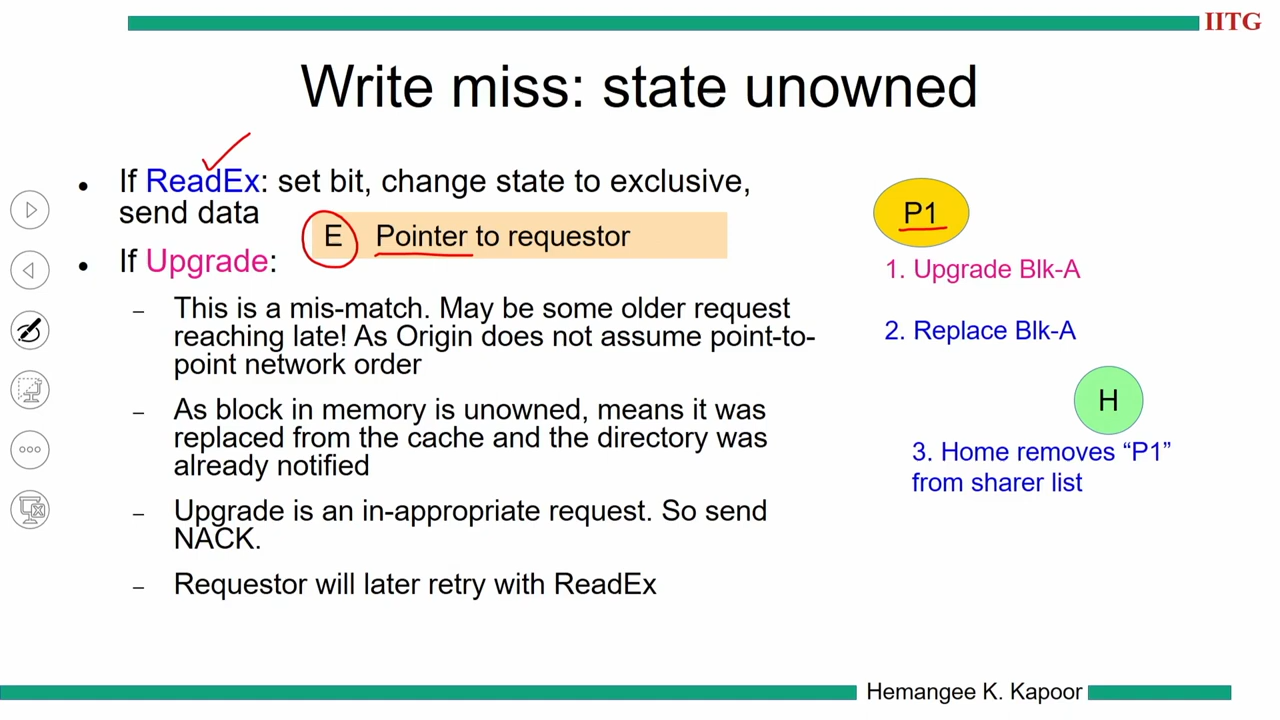 IITG
Write miss: state unowned
• If ReadEx: set bit, change state to exclusive,
send data
E Pointer to requestor
• If Upgrade:
– This is a mis-match. May be some older request
reaching late! As Origin does not assume point-to-
point network order
– As block in memory is unowned, means it was
replaced from the cache and the directory was
already notified
– Upgrade is an in-appropriate request. So send
NACK.
– Requestor will later retry with ReadEx
P1
1. Upgrade Blk-A
2. Replace Blk-A
H
3. Home removes “P1”
from sharer list
Hemangee K. Kapoor